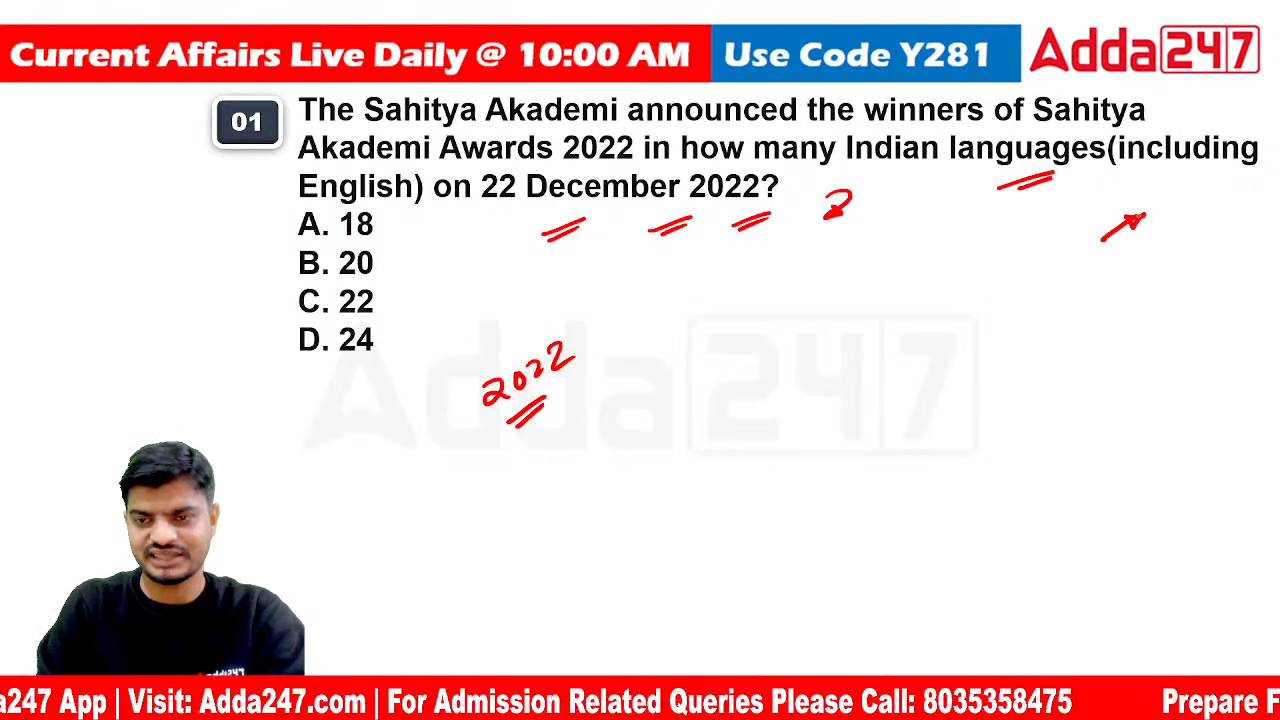 Current Affairs Live Daily @ 10:00 AM
Use Code Y281
Adda247
01
The Sahitya Akademi announced the winners of Sahitya
Akademi Awards 2022 in how many Indian languages(including
English) on 22 December 2022?
A. 18
B. 20
C. 22
D. 24
2022
Adda247
a247 App | Visit: Adda247.com | For Admission Related Queries Please Call: 8035358475
Prepare F